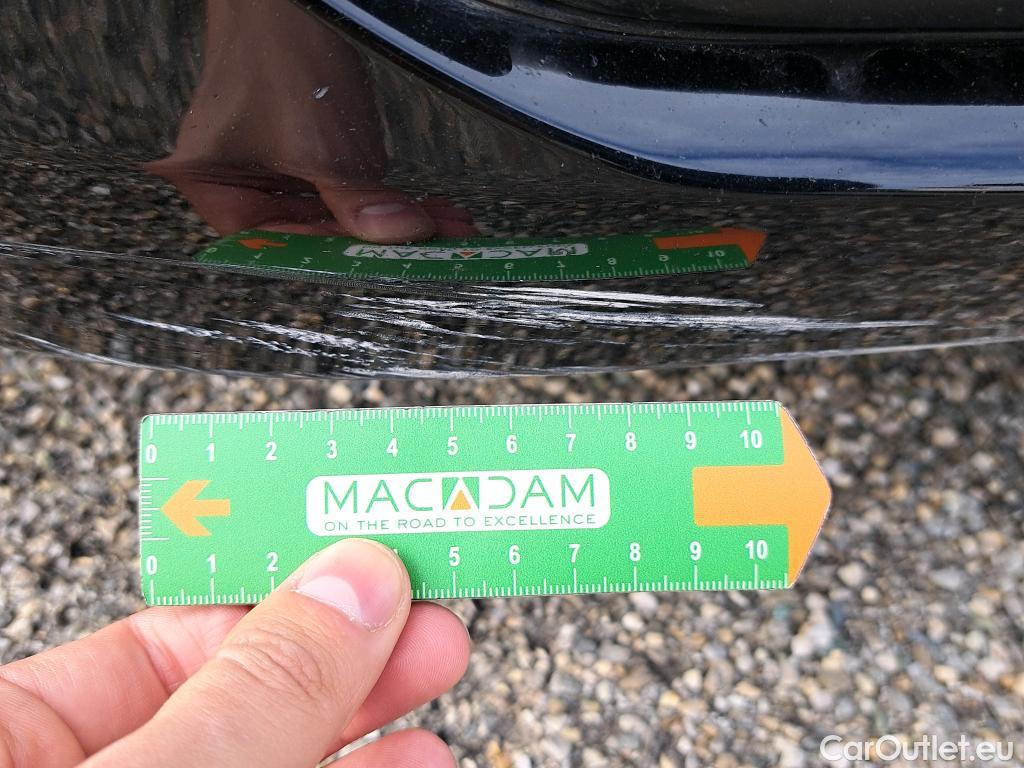 0 1 2 3 4 5 6 7 8 9 10
MACADAM
ON THE ROAD TO EXCELLENCE
0 1 2 4 5 6 7 8 9 10
CarOutlet.eu